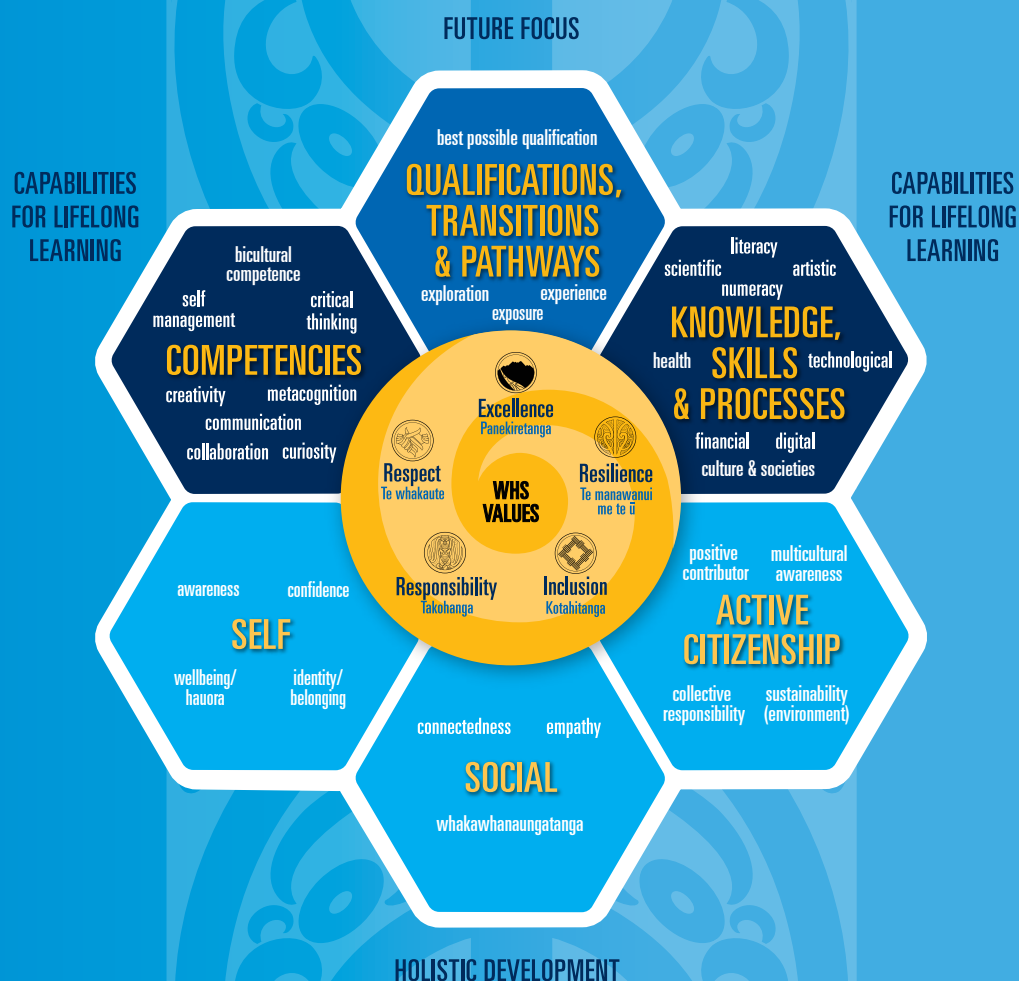 FUTURE FOCUS
CAPABILITIES
FOR LIFELONG
LEARNING
CAPABILITIES
FOR LIFELONG
LEARNING
best possible qualification
QUALIFICATIONS,
TRANSITIONS
& PATHWAYS
exploration experience
exposure
bicultural
competence
self
management
critical
thinking
COMPETENCIES
creativity metacognition
communication
collaboration curiosity
literacy
scientific artistic
numeracy
KNOWLEDGE,
health SKILLS technological
& PROCESSES
financial digital
culture & societies
Excellence
Panekiretanga
Respect
Te whakaute
Resilience
Te manawanui
me te ū
WHS
VALUES
Responsibility
Takohanga
Inclusion
Kotahitanga
awareness confidence
SELF
wellbeing/
hauora
identity/
belonging
positive
contributor
multicultural
awareness
ACTIVE
CITIZENSHIP
collective
responsibility
sustainability
(environment)
connectedness empathy
SOCIAL
whakawhanaungatanga
HOLISTIC DEVELOPMENT